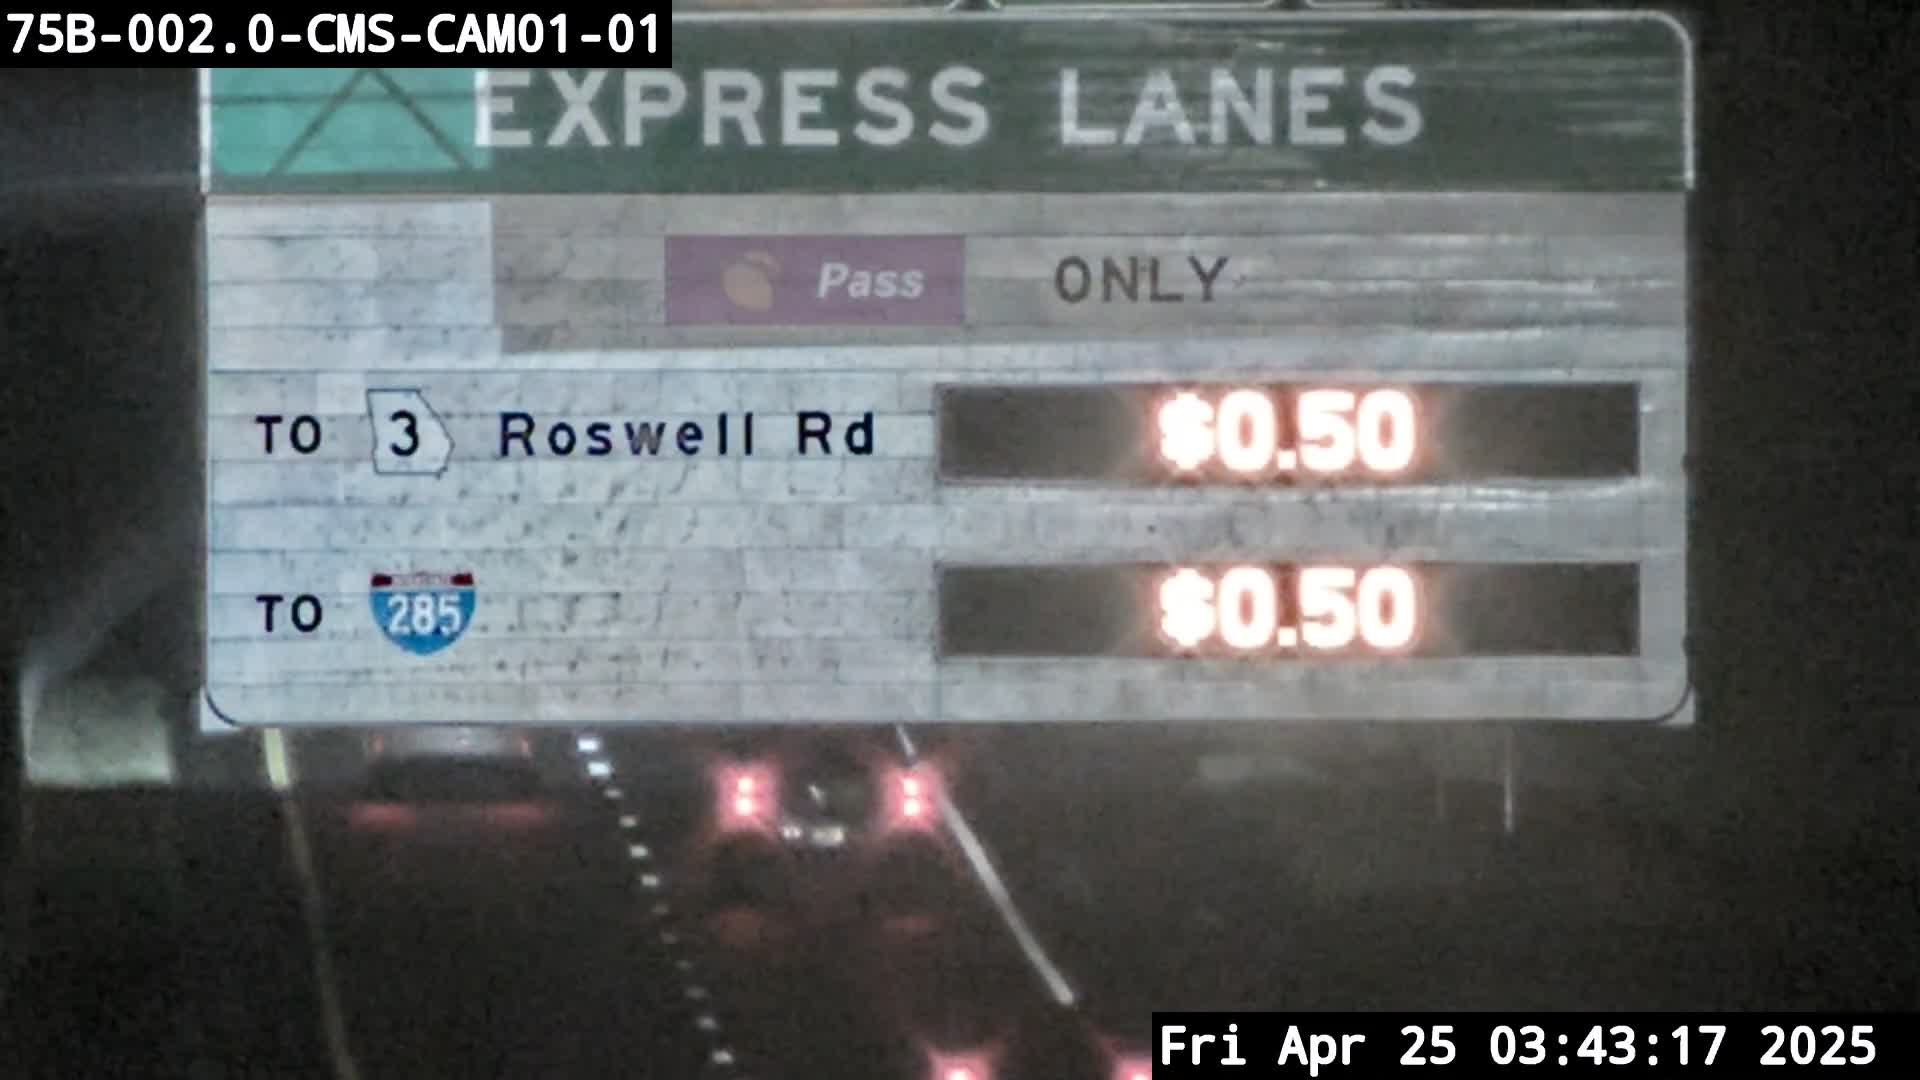 75B-002.0-CMS-CAM01-01
EXPRESS LANES
Pass ONLY
TO 3 Roswell Rd $0.50
TO 285 $0.50
Fri Apr 25 03:43:17 2025